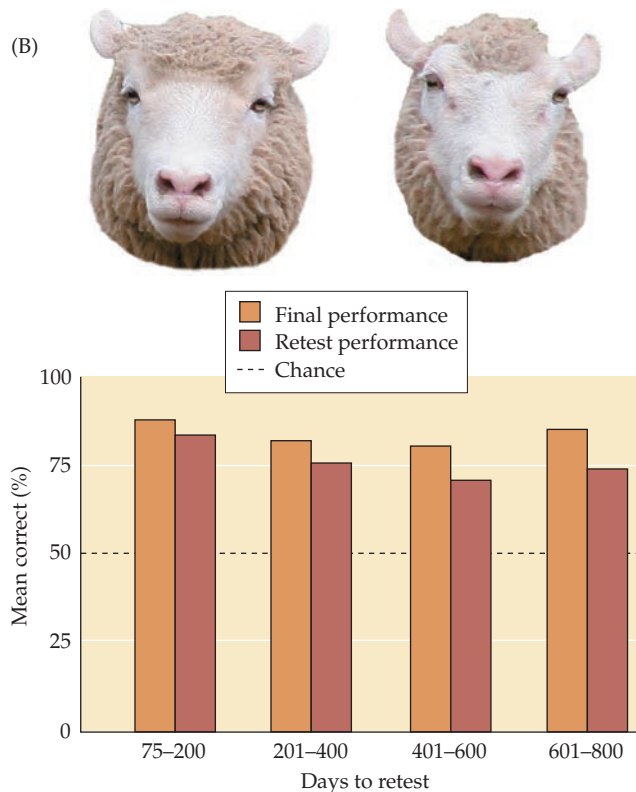 (B)
Final performance
Retest performance
Chance
100
75
50
25
0
Mean correct (%)
75–200
201–400
401–600
601–800
Days to retest